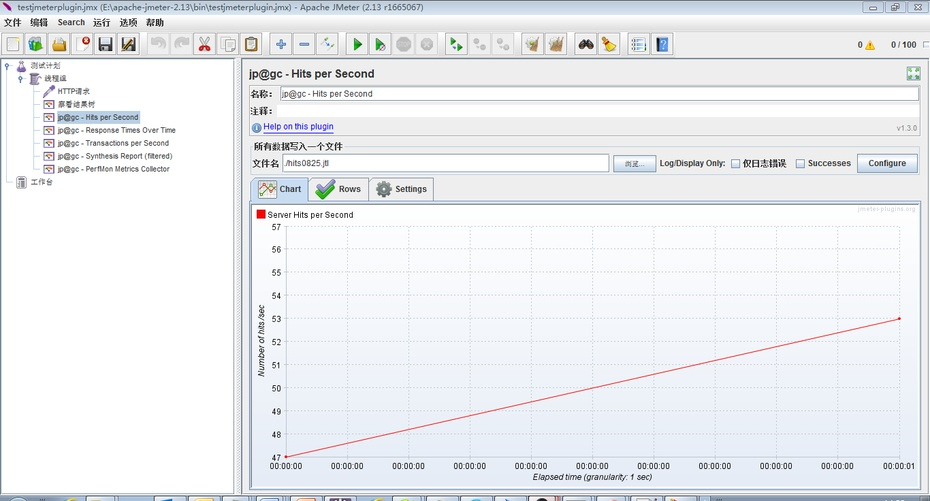 testjmeterplugin.jmx (E:\apache-jmeter-2.13\bin\testjmeterplugin.jmx) - Apache JMeter (2.13 r1665067)
文件 编辑 Search 运行 选项 帮助
0 0 / 100
测试计划
线程组
HTTP请求
察看结果树
jp@gc - Hits per Second
jp@gc - Response Times Over Time
jp@gc - Transactions per Second
jp@gc - Synthesis Report (filtered)
jp@gc - PerfMon Metrics Collector
工作台
jp@gc - Hits per Second
名称: jp@gc - Hits per Second
注释:
Help on this plugin v1.3.0
所有数据写入一个文件
文件名 ./hits0825.jtl 浏览... Log/Display Only: 仅日志错误 Successes Configure
Chart Rows Settings
Server Hits per Second jmeter-plugins.org
57
56
55
54
53
52
51
50
49
48
47
Number of hits /sec
00:00:00 00:00:00 00:00:00 00:00:00 00:00:00 00:00:00 00:00:00 00:00:00 00:00:00 00:00:00 00:00:01
Elapsed time (granularity: 1 sec)